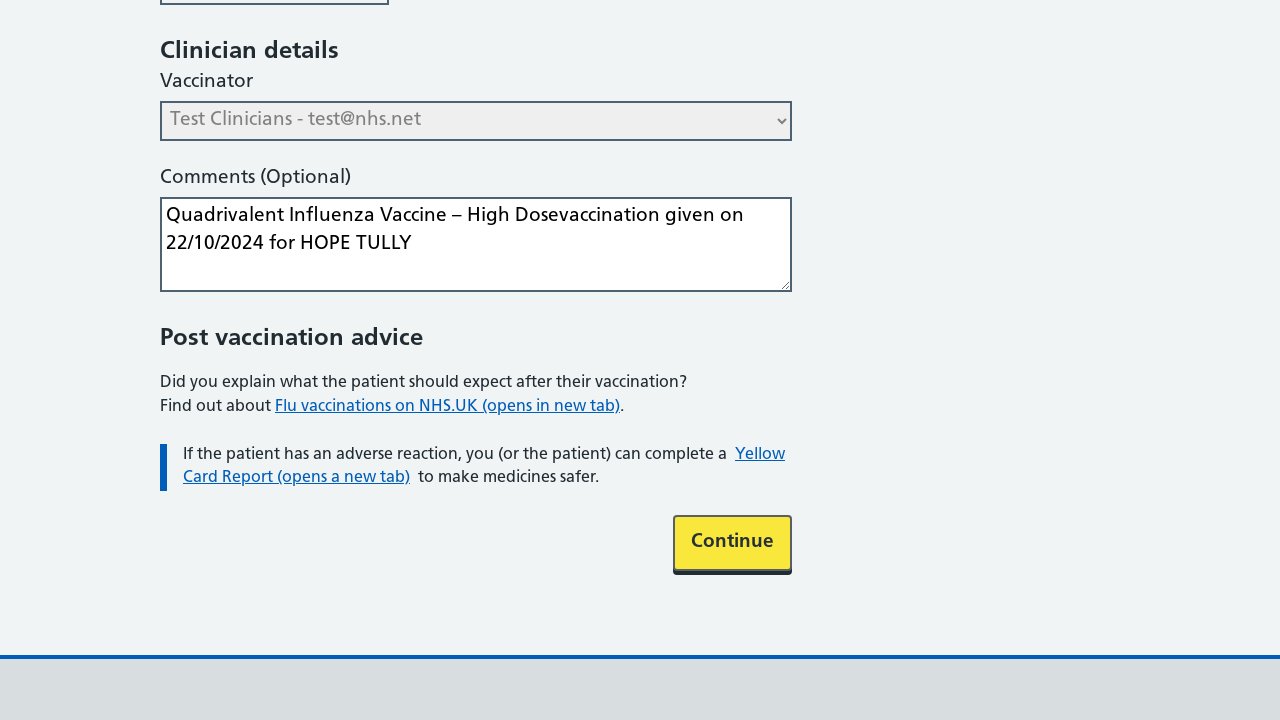 Clinician details
Vaccinator
Test Clinicians - test@nhs.net
Comments (Optional)
Quadrivalent Influenza Vaccine – High Dosevaccination given on
22/10/2024 for HOPE TULLY
Post vaccination advice
Did you explain what the patient should expect after their vaccination?
Find out about Flu vaccinations on NHS.UK (opens in new tab).
If the patient has an adverse reaction, you (or the patient) can complete a Yellow
Card Report (opens a new tab) to make medicines safer.
Continue